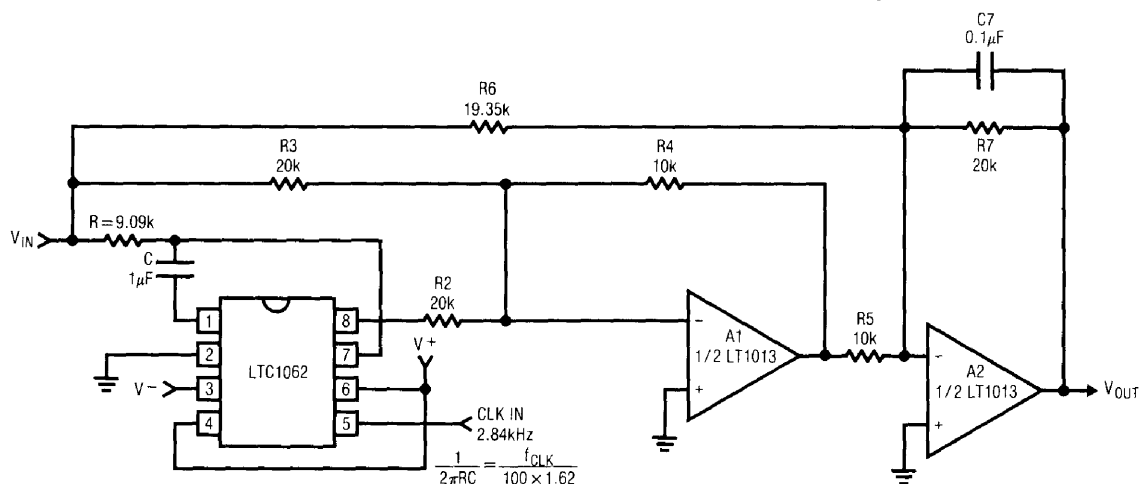 C7
0.1µF
R6
19.35k
R7
20k
R3
20k
R4
10k
R=9.09k
VIN
C
1µF
R2
20k
1
2
3
4
8
7
6
5
LTC1062
V+
V−
CLK IN
2.84kHz
1/2πRC = fCLK/100 × 1.62
−
A1
1/2 LT1013
+
R5
10k
−
A2
1/2 LT1013
+
VOUT